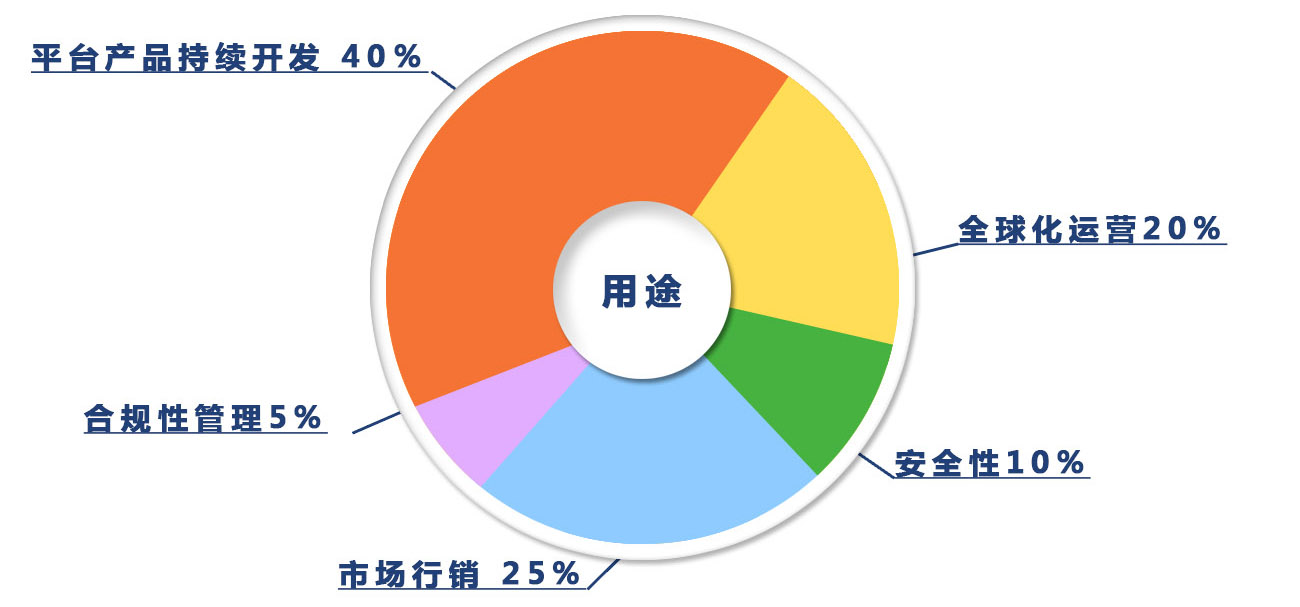 平台产品持续开发 40%
全球化运营20%
用途
合规性管理5%
安全性10%
市场行销 25%